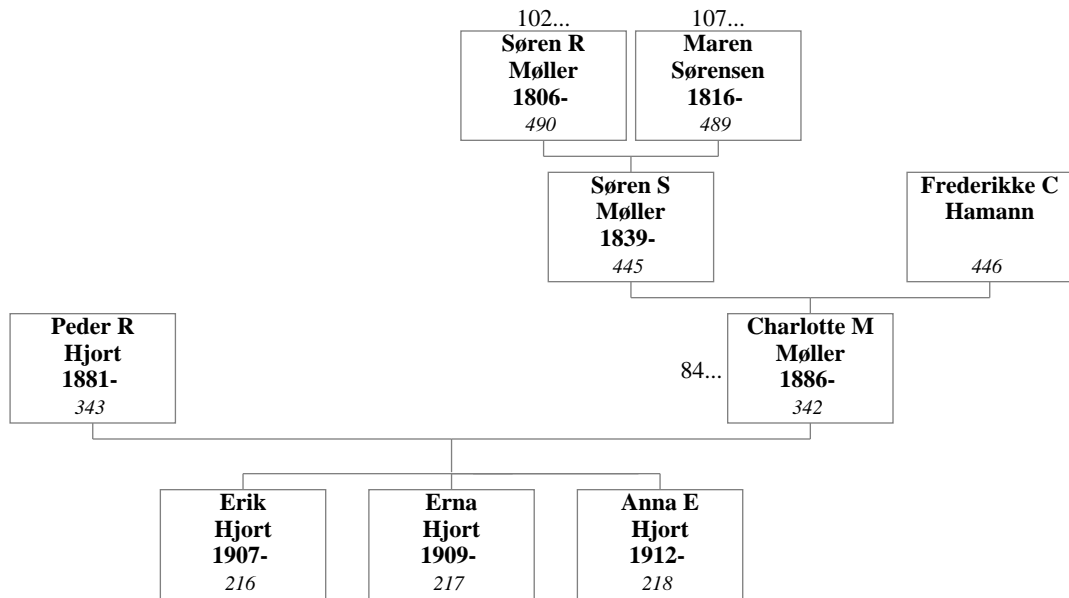 102...
Søren R
Møller
1806-
490
107...
Maren
Sørensen
1816-
489
Søren S
Møller
1839-
445
Frederikke C
Hamann
446
Peder R
Hjort
1881-
343
84...
Charlotte M
Møller
1886-
342
Erik
Hjort
1907-
216
Erna
Hjort
1909-
217
Anna E
Hjort
1912-
218